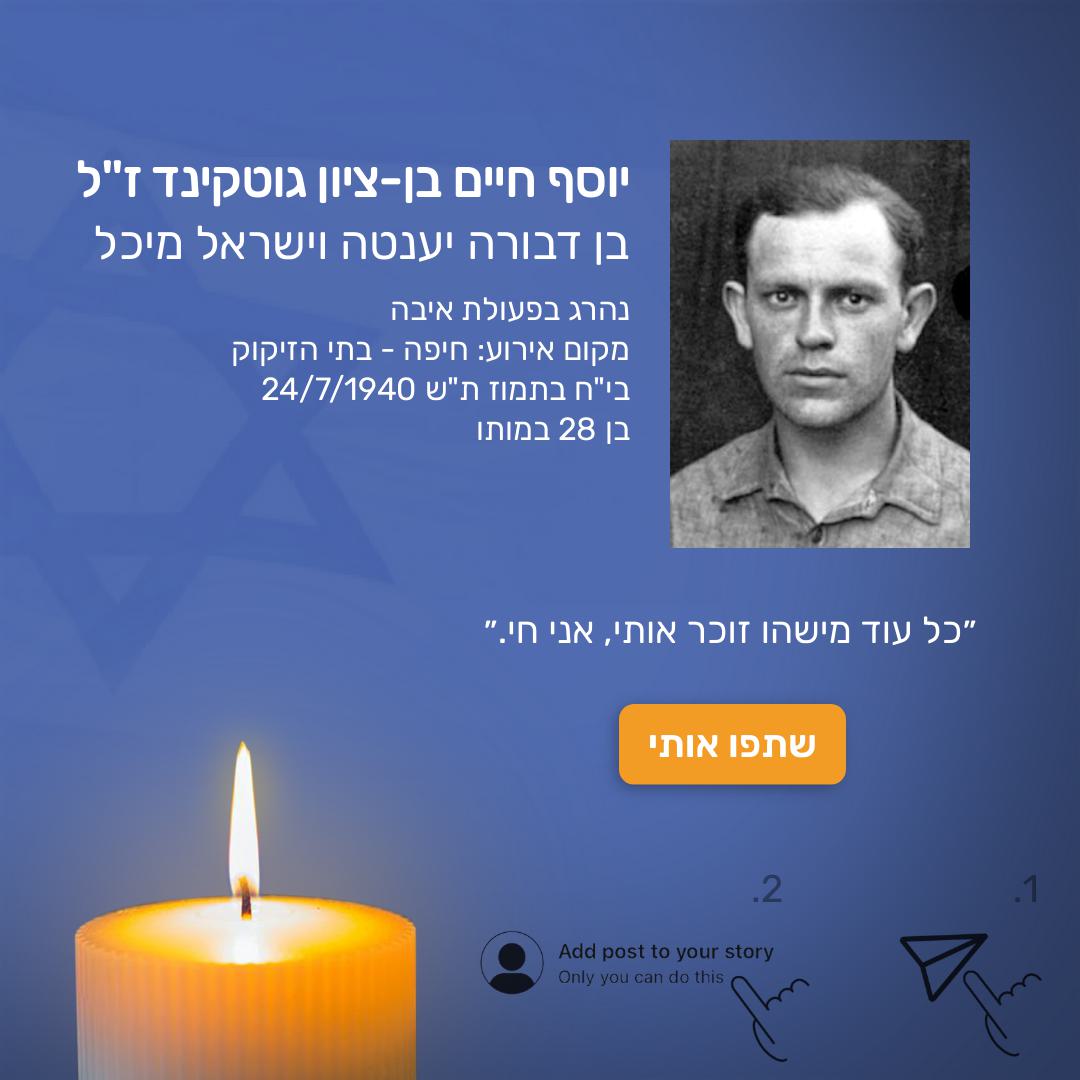 יוסף חיים בן-ציון גוטקינד ז"ל
בן דבורה יענטה וישראל מיכל
נהרג בפעולת איבה
מקום אירוע: חיפה - בתי הזיקוק
בי"ח בתמוז ת"ש 24/7/1940
בן 28 במותו
״כל עוד מישהו זוכר אותי, אני חי.״
שתפו אותי
1.
2.
Add post to your story
Only you can do this